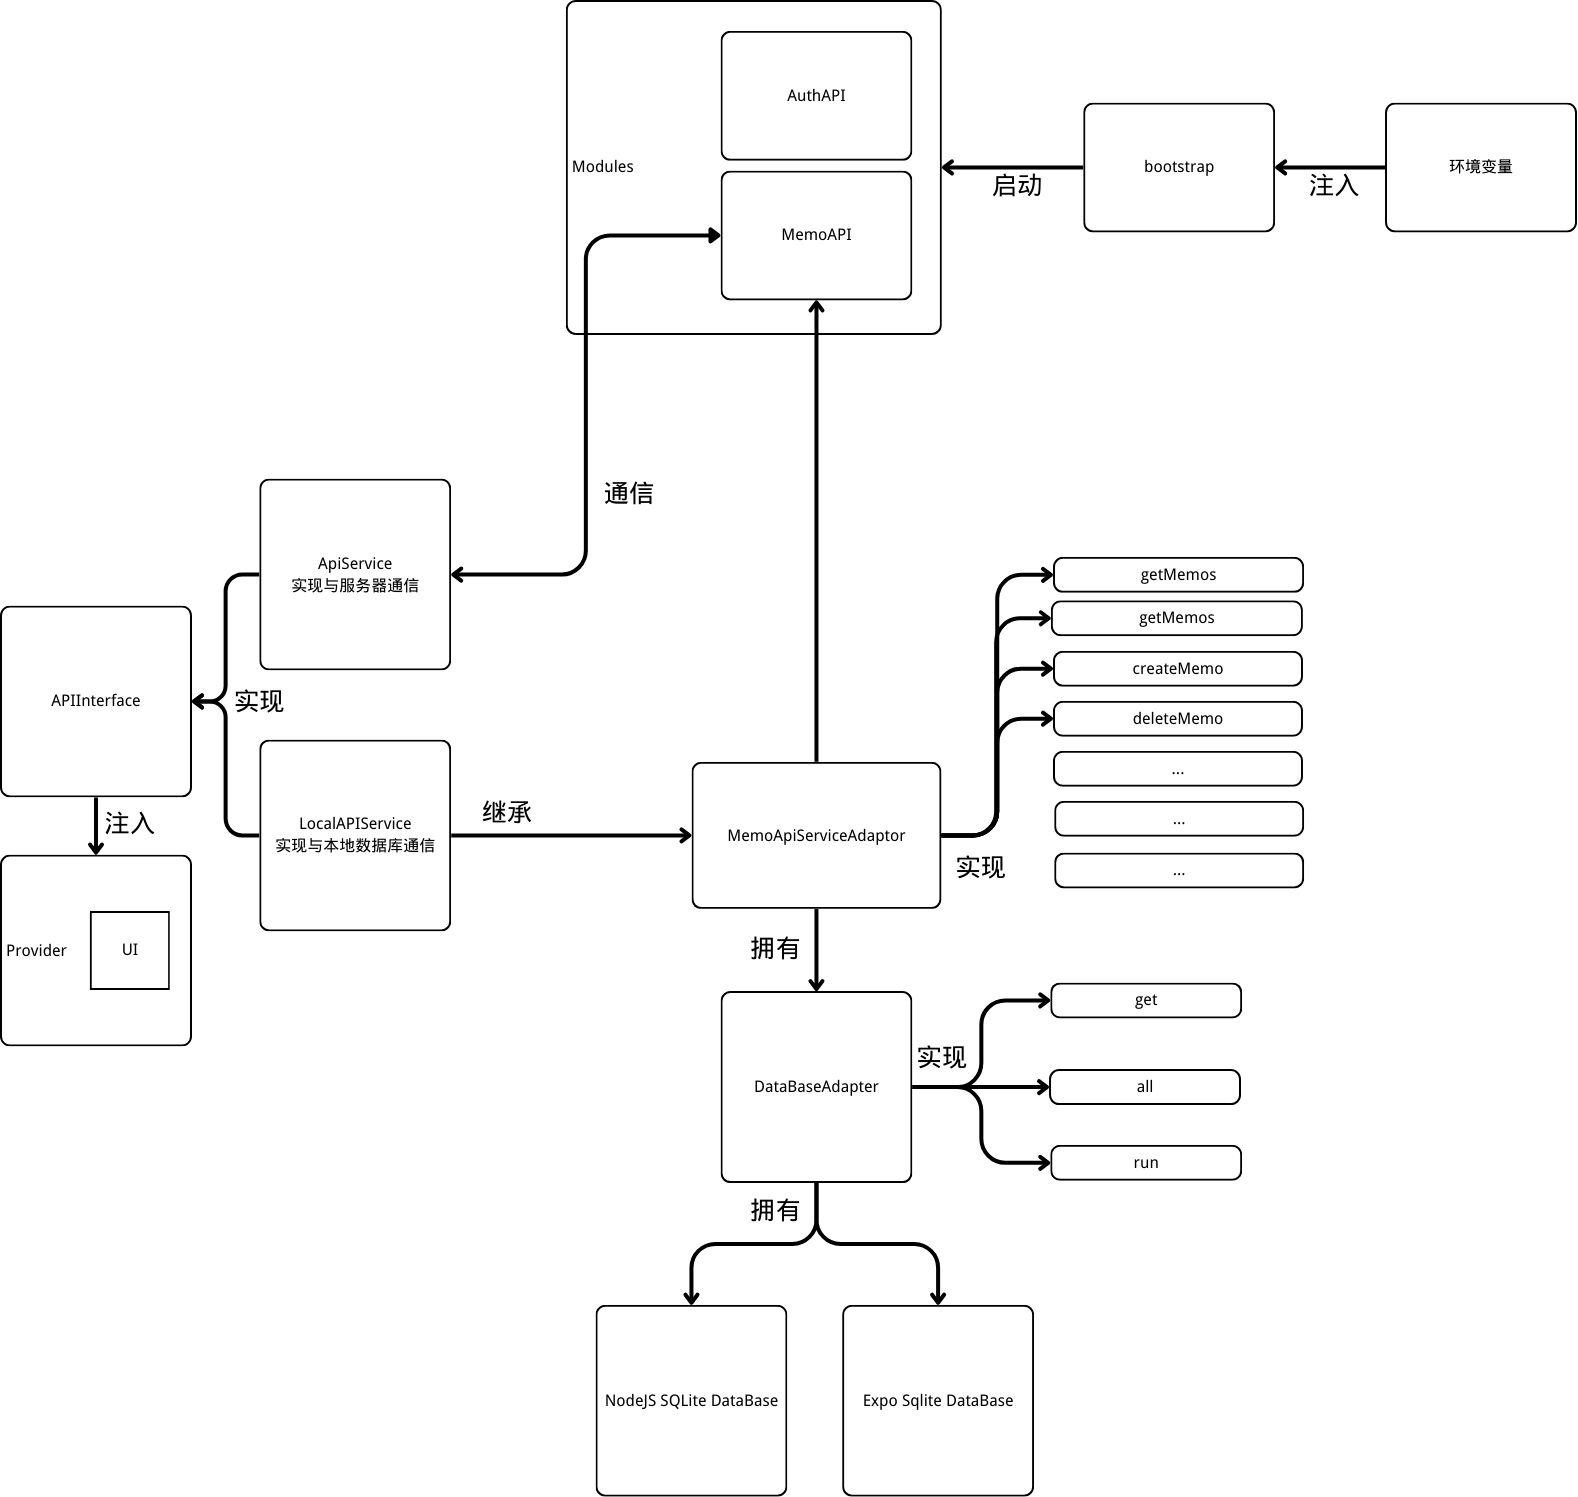 AuthAPI
Modules
bootstrap
环境变量
启动
注入
MemoAPI
通信
ApiService
实现与服务器通信
getMemos
getMemos
createMemo
deleteMemo
...
...
...
APIInterface
实现
注入
LocalAPIService
实现与本地数据库通信
继承
MemoApiServiceAdaptor
实现
Provider
UI
拥有
DataBaseAdapter
实现
get
all
run
拥有
NodeJS SQLite DataBase
Expo Sqlite DataBase